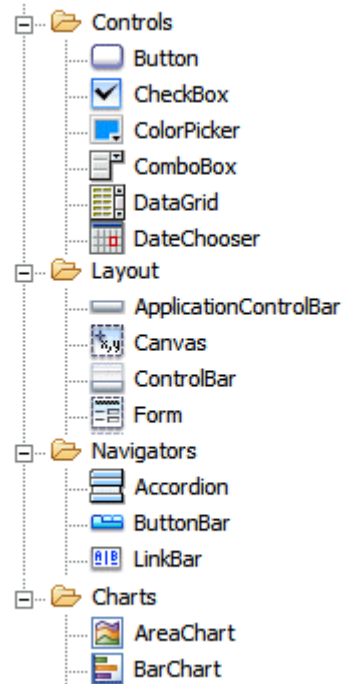 Controls
Button
CheckBox
ColorPicker
ComboBox
DataGrid
DateChooser
Layout
ApplicationControlBar
Canvas
ControlBar
Form
Navigators
Accordion
ButtonBar
LinkBar
Charts
AreaChart
BarChart